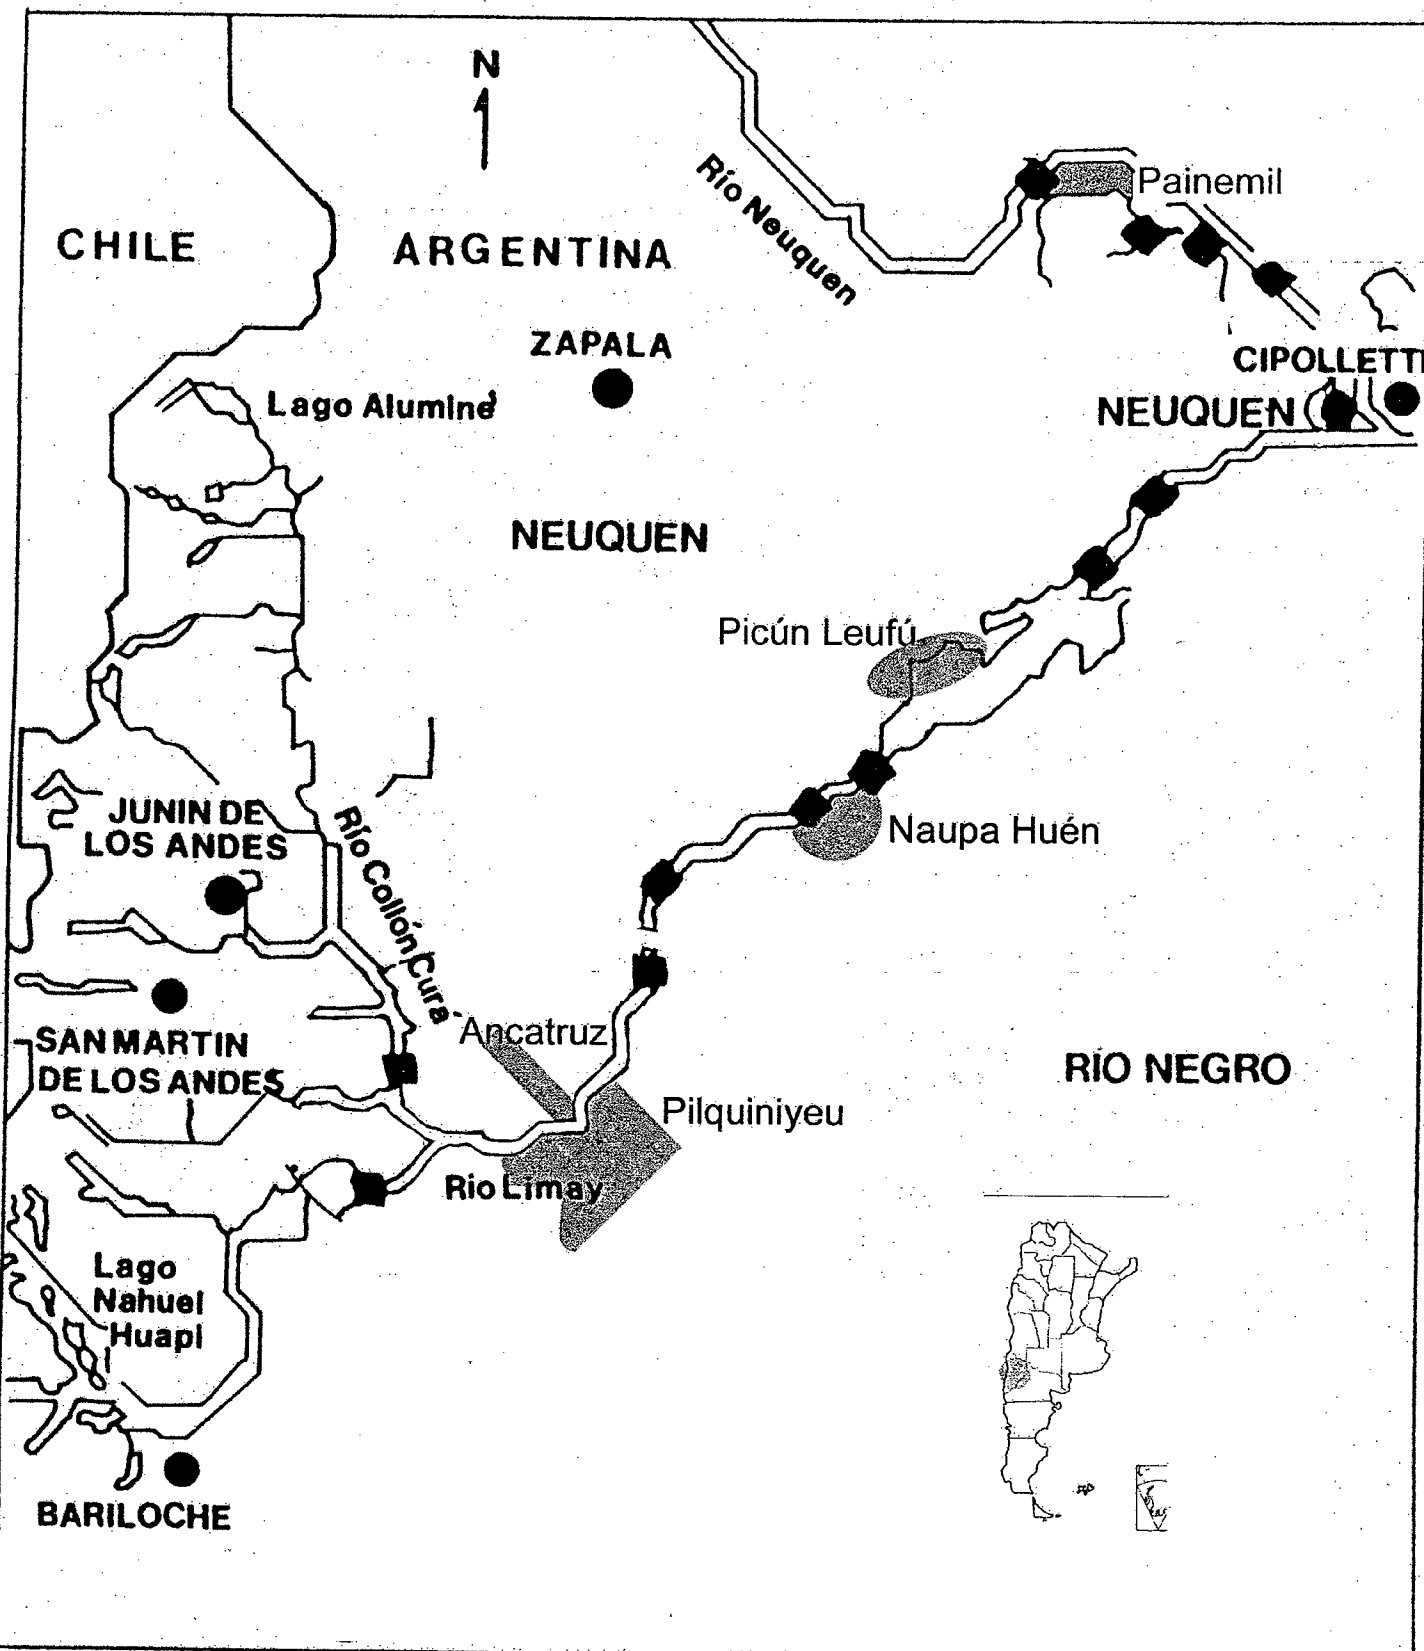 N
Painemil
Río Neuquen
CHILE
ARGENTINA
ZAPALA
CIPOLLETTI
Lago Alumine'
NEUQUEN
NEUQUEN
Picún Leufú
JUNIN DE
LOS ANDES
Río Collón Cura
Naupa Huén
Ancatruz
SAN MARTIN
DE LOS ANDES
RIO NEGRO
Pilquiniyeu
Rio Limay
Lago
Nahuel
Huapi
BARILOCHE